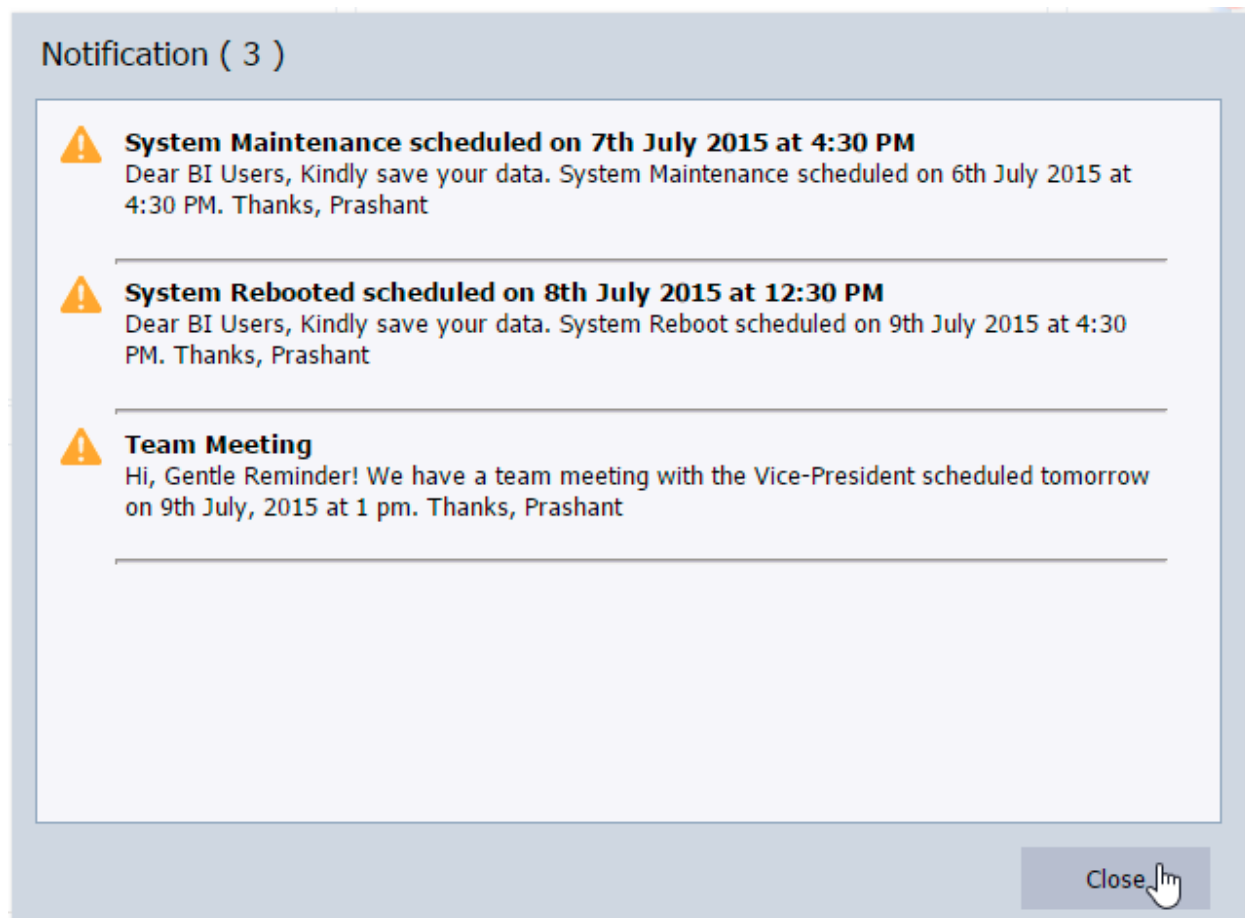 Notification ( 3 )
System Maintenance scheduled on 7th July 2015 at 4:30 PM
Dear BI Users, Kindly save your data. System Maintenance scheduled on 6th July 2015 at
4:30 PM. Thanks, Prashant
System Rebooted scheduled on 8th July 2015 at 12:30 PM
Dear BI Users, Kindly save your data. System Reboot scheduled on 9th July 2015 at 4:30
PM. Thanks, Prashant
Team Meeting
Hi, Gentle Reminder! We have a team meeting with the Vice-President scheduled tomorrow
on 9th July, 2015 at 1 pm. Thanks, Prashant
Close